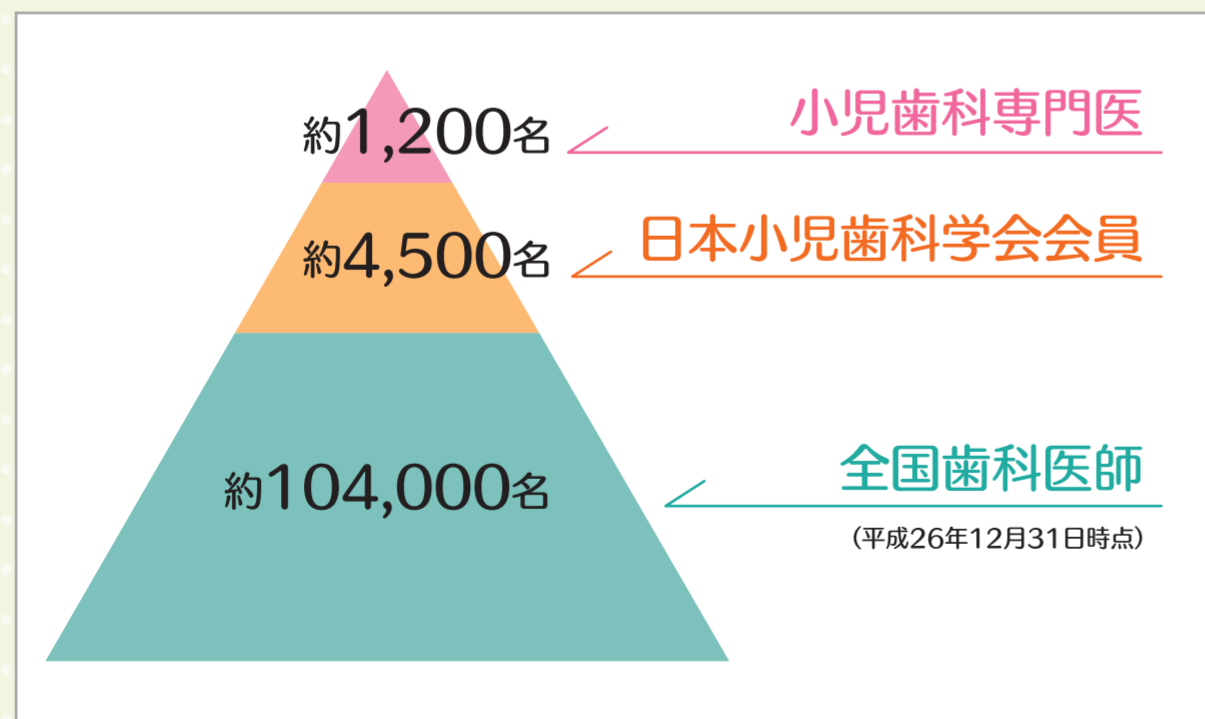 約1,200名 小児歯科専門医
約4,500名 日本小児歯科学会会員
約104,000名 全国歯科医師
（平成26年12月31日時点）